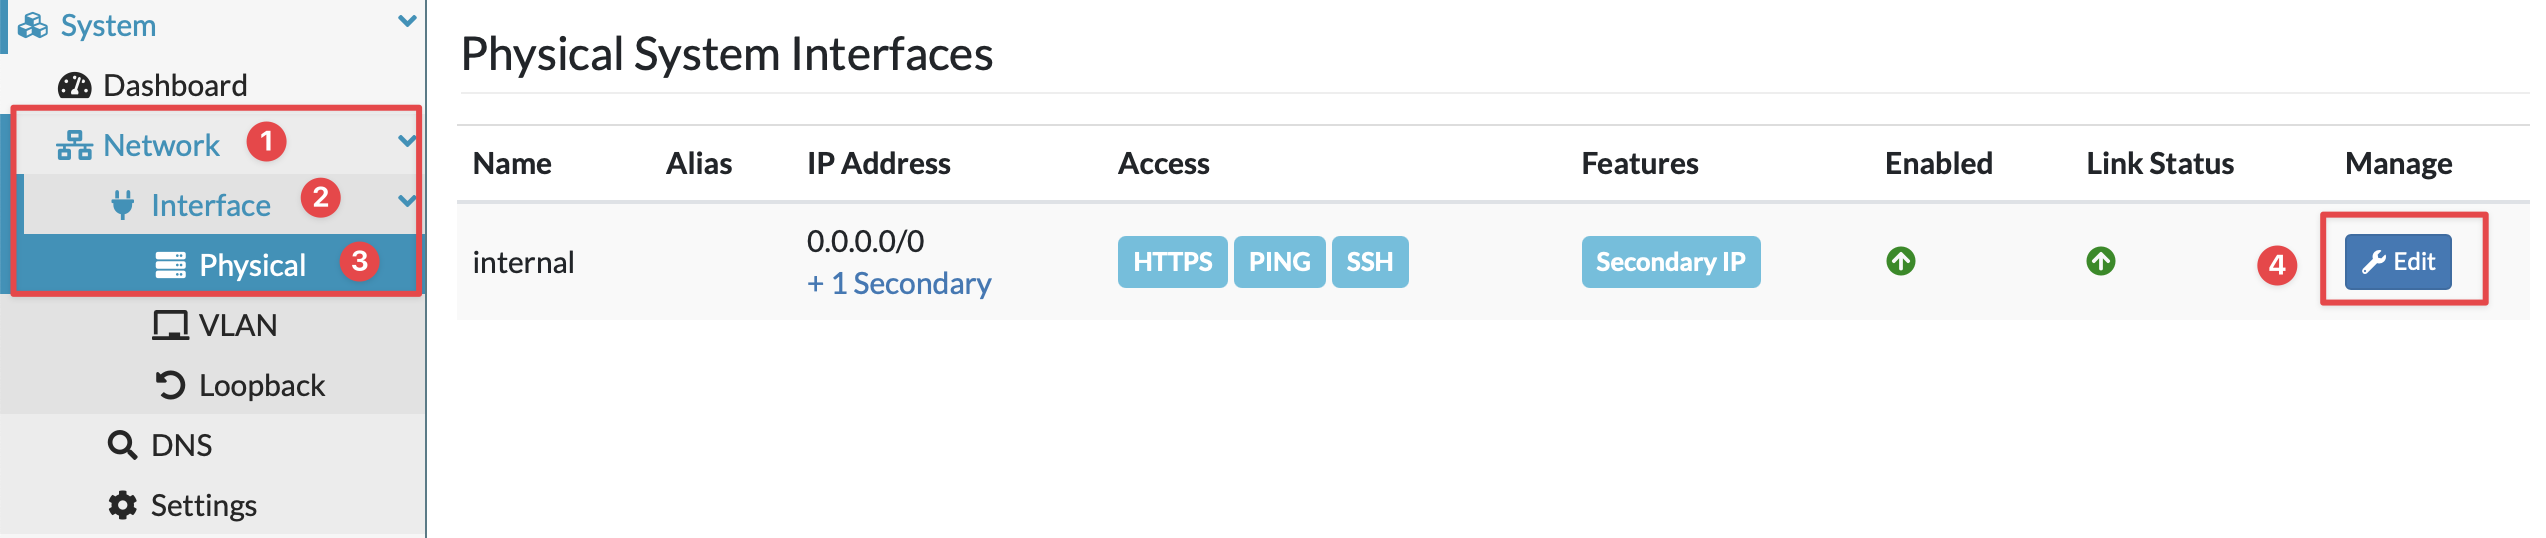 System
Dashboard
Network 1
Interface 2
Physical 3
VLAN
Loopback
DNS
Settings
Physical System Interfaces
Name Alias IP Address Access Features Enabled Link Status Manage
internal 0.0.0.0/0 HTTPS PING SSH Secondary IP 4 Edit
+ 1 Secondary